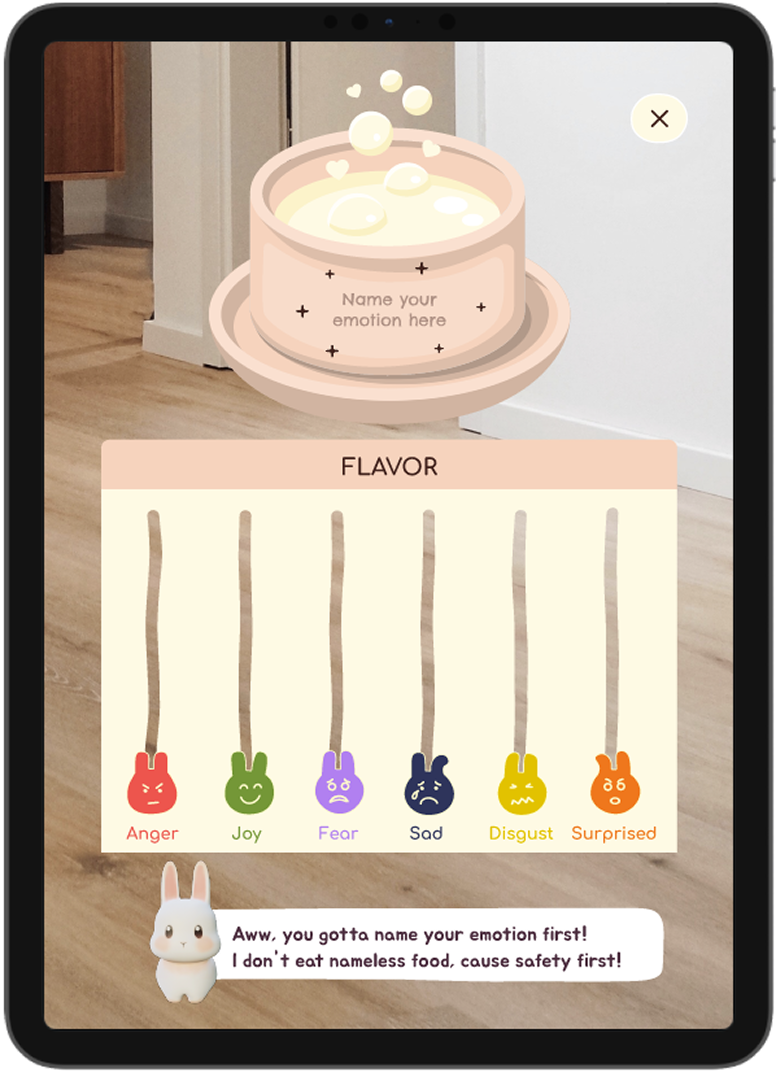 Name your
emotion here
FLAVOR
Anger Joy Fear Sad Disgust Surprised
Aww, you gotta name your emotion first!
I don't eat nameless food, cause safety first!